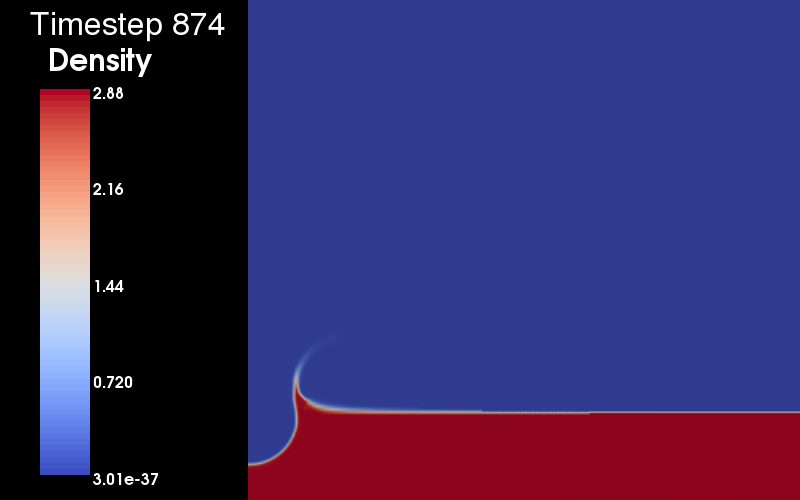 Timestep 874
Density
2.88
2.16
1.44
0.720
3.01e-37